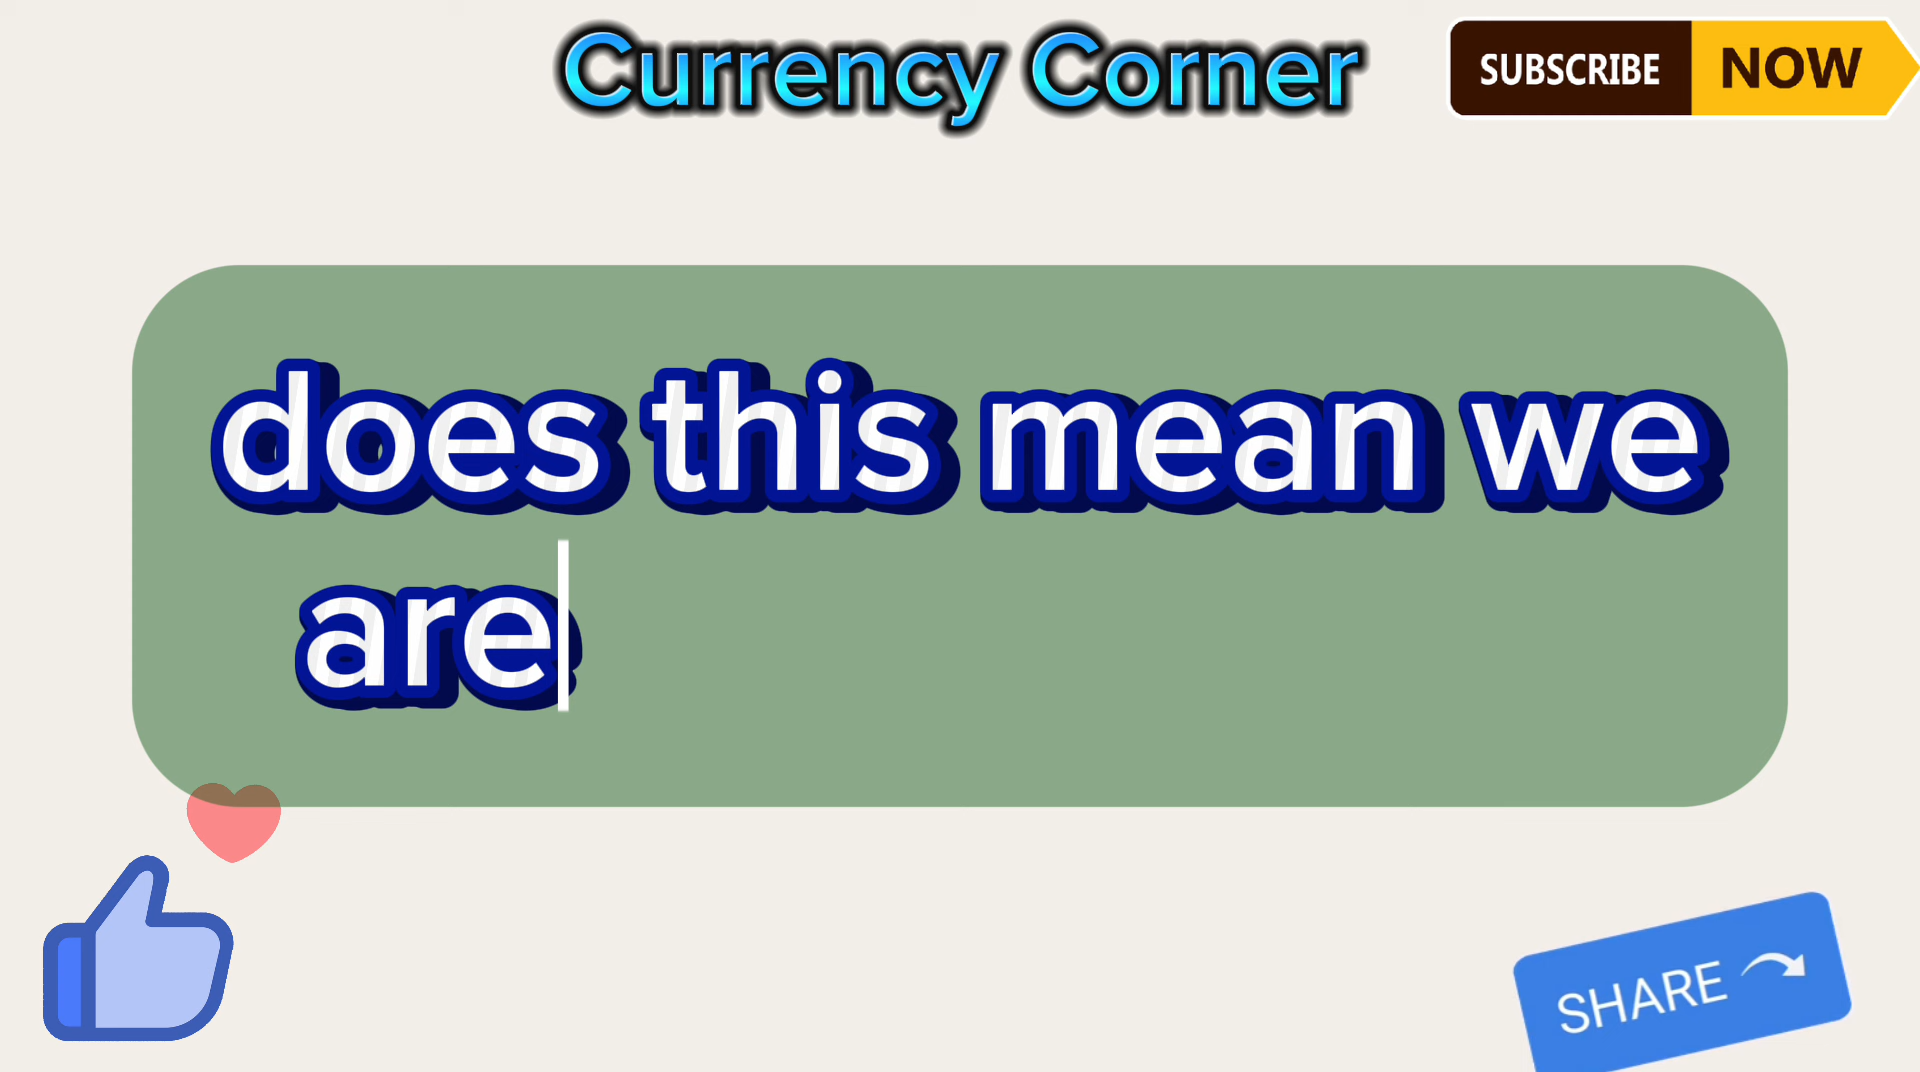 Currency Corner
SUBSCRIBE NOW
does this mean we
are
SHARE